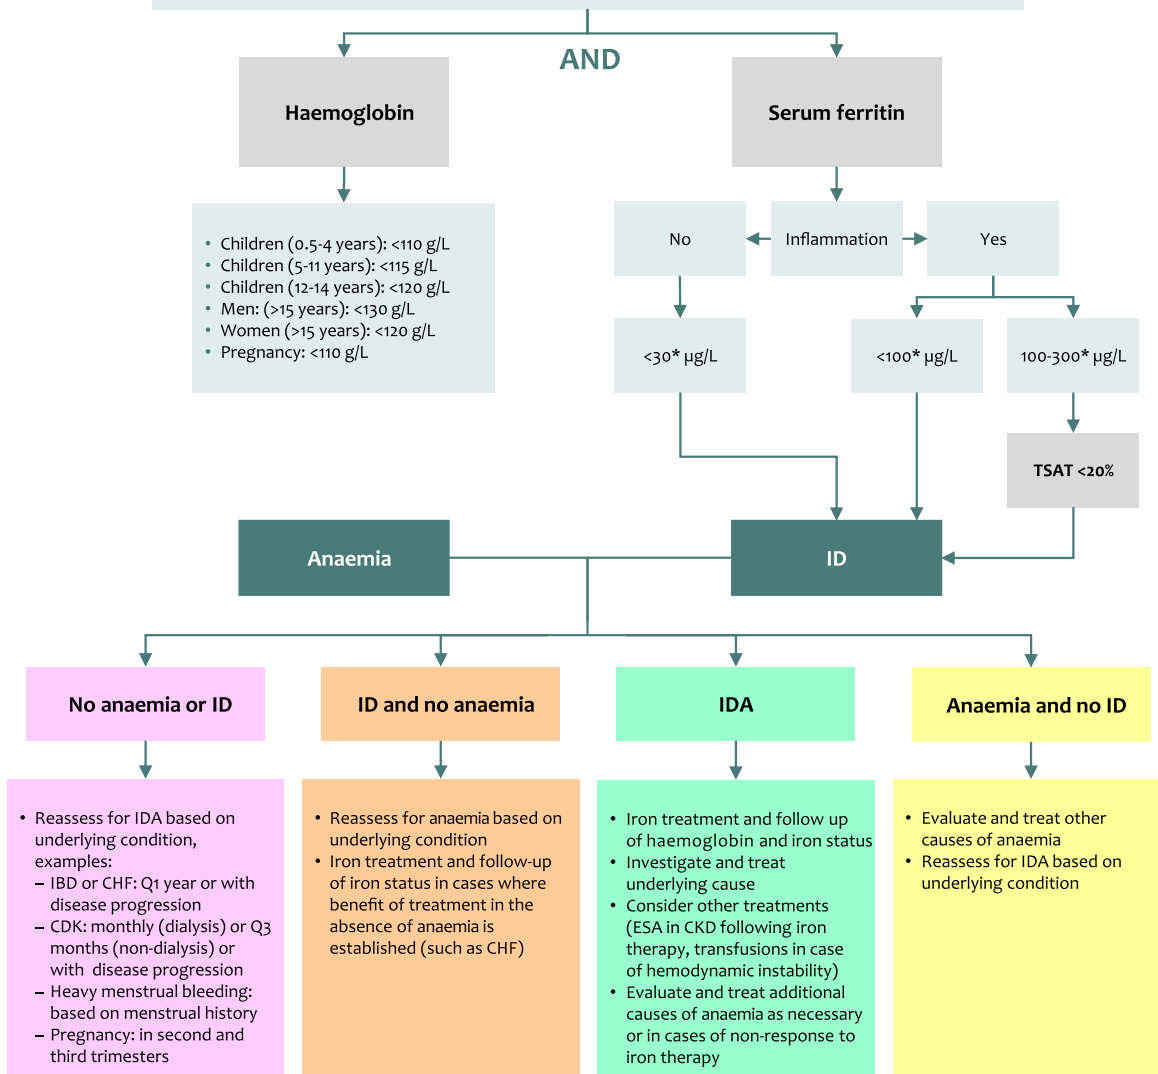 AND
Haemoglobin
Serum ferritin
• Children (0.5-4 years): <110 g/L
• Children (5-11 years): <115 g/L
• Children (12-14 years): <120 g/L
• Men: (>15 years): <130 g/L
• Women (>15 years): <120 g/L
• Pregnancy: <110 g/L
No
Inflammation
Yes
<30* µg/L
<100* µg/L
100-300* µg/L
TSAT <20%
Anaemia
ID
No anaemia or ID
ID and no anaemia
IDA
Anaemia and no ID
• Reassess for IDA based on
underlying condition,
examples:
– IBD or CHF: Q1 year or with
disease progression
– CDK: monthly (dialysis) or Q3
months (non-dialysis) or
with disease progression
– Heavy menstrual bleeding:
based on menstrual history
– Pregnancy: in second and
third trimesters
• Reassess for anaemia based on
underlying condition
• Iron treatment and follow-up
of iron status in cases where
benefit of treatment in the
absence of anaemia is
established (such as CHF)
• Iron treatment and follow up
of haemoglobin and iron status
• Investigate and treat
underlying cause
• Consider other treatments
(ESA in CKD following iron
therapy, transfusions in case
of hemodynamic instability)
• Evaluate and treat additional
causes of anaemia as necessary
or in cases of non-response to
iron therapy
• Evaluate and treat other
causes of anaemia
• Reassess for IDA based on
underlying condition